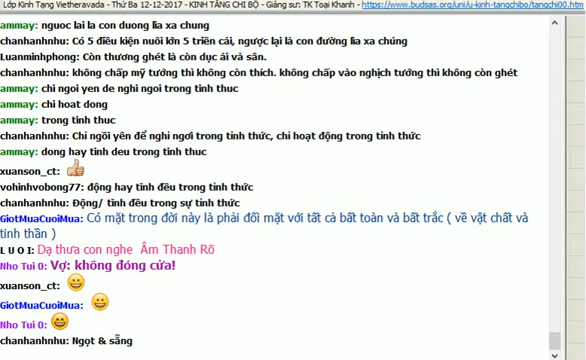 Lớp Kinh Tạng Vietheravada - Thứ Ba 12-12-2017 - KINH TĂNG CHI BỘ - Giảng sư: TK Toại Khanh - https://www.budsas.org/uni/u-kinh-tangchibo/tangchi00.htm
ammay: nguoc lai la con duong lia xa chung
chanhanhnhu: Có 5 điều kiện nuôi lớn 5 triền cái, ngược lại là con đường lìa xa chúng
Luanminhphong: Còn thương ghét là còn dục ái và sân.
chanhanhnhu: không chấp mỹ tướng thì không còn thích. không chấp vào nghịch tướng thì không còn ghét
ammay: chi ngoi yen de nghi ngoi trong tinh thuc
ammay: chi hoat dong
ammay: trong tinh thuc
chanhanhnhu: Chi ngồi yên để nghi ngơi trong tỉnh thức, chi hoạt động trong tỉnh thức
ammay: dong hay tinh deu trong tinh thuc
xuanson_ct:
vohinhvobong77: động hay tĩnh đều trong tỉnh thức
chanhanhnhu: Động/ tĩnh đều trong sự tỉnh thức
GiotMuaCuoiMua: Có mặt trong đời này là phải đối mặt với tất cả bất toàn và bất trắc ( về vật chất và
tinh thần )
L U O I: Dạ thưa con nghe Âm Thanh Rõ
Nho Tui 0: Vợ: không đóng cửa!
xuanson_ct:
GiotMuaCuoiMua:
Nho Tui 0:
chanhanhnhu: Ngọt & sẵng